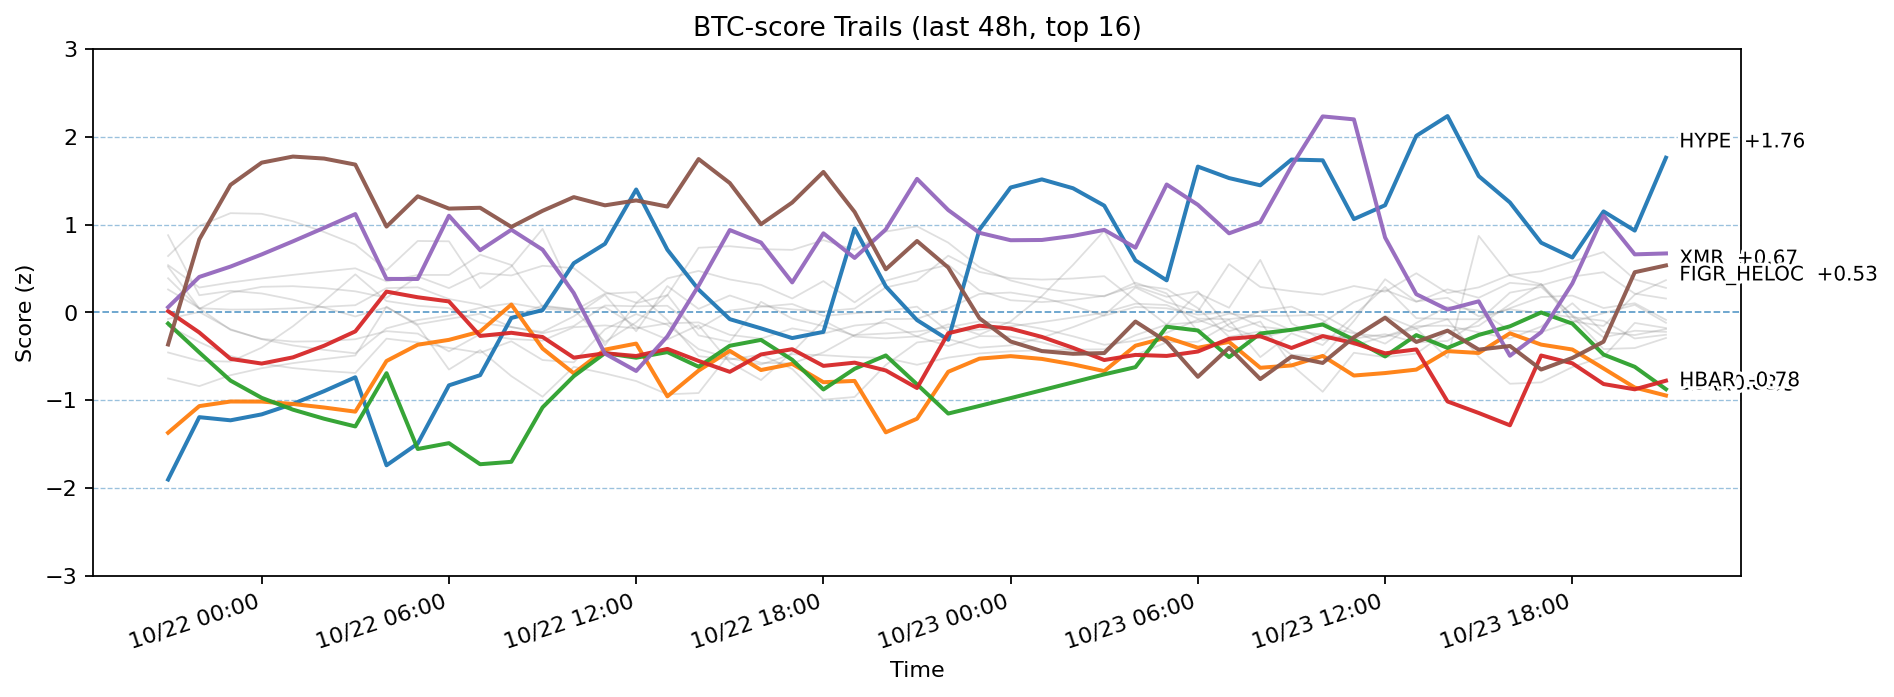 BTC-score Trails (last 48h, top 16)
Score (z)
3
2
1
0
−1
−2
−3
HYPE +1.76
XMR +0.67
FIGR_HELOC +0.53
HBAR -0.78
10/22 00:00
10/22 06:00
10/22 12:00
10/22 18:00
10/23 00:00
10/23 06:00
10/23 12:00
10/23 18:00
Time